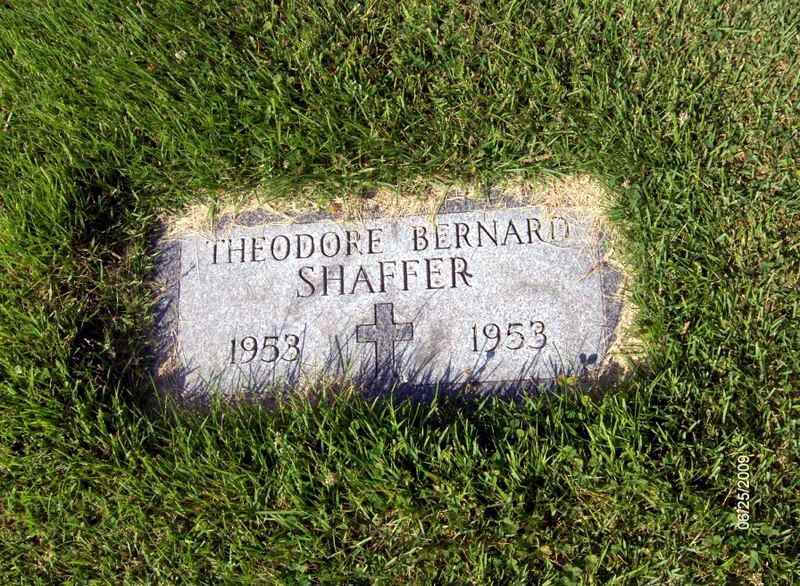 THEODORE BERNARD
SHAFFER
1953 1953
06/25/2009